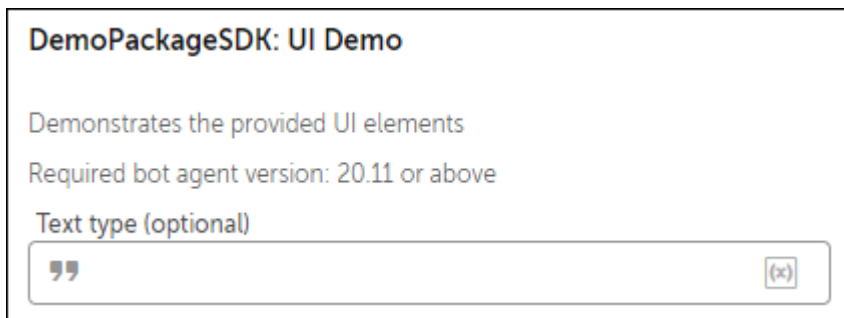 DemoPackageSDK: UI Demo
Demonstrates the provided UI elements
Required bot agent version: 20.11 or above
Text type (optional)
❞ (x)